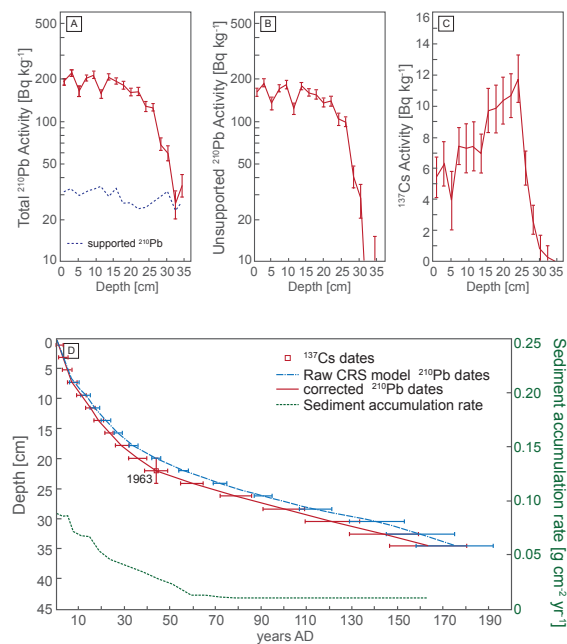 A
500
200
100
50
20
10
Total ²¹⁰Pb Activity [Bq kg⁻¹]
supported ²¹⁰Pb
0 5 10 15 20 25 30 35
Depth [cm]
B
500
200
100
50
20
10
Unsupported ²¹⁰Pb Activity [Bq kg⁻¹]
0 5 10 15 20 25 30 35
Depth [cm]
C
16
14
12
10
8
6
4
2
0
¹³⁷Cs Activity [Bq kg⁻¹]
0 5 10 15 20 25 30 35
Depth [cm]
D
0
5
10
15
20
25
30
35
40
45
Depth [cm]
¹³⁷Cs dates
Raw CRS model ²¹⁰Pb dates
corrected ²¹⁰Pb dates
Sediment accumulation rate
1963
0.25
0.20
0.15
0.10
0.05
0
Sediment accumulation rate [g cm⁻² yr⁻¹]
10 30 50 70 90 110 130 150 170 190
years AD